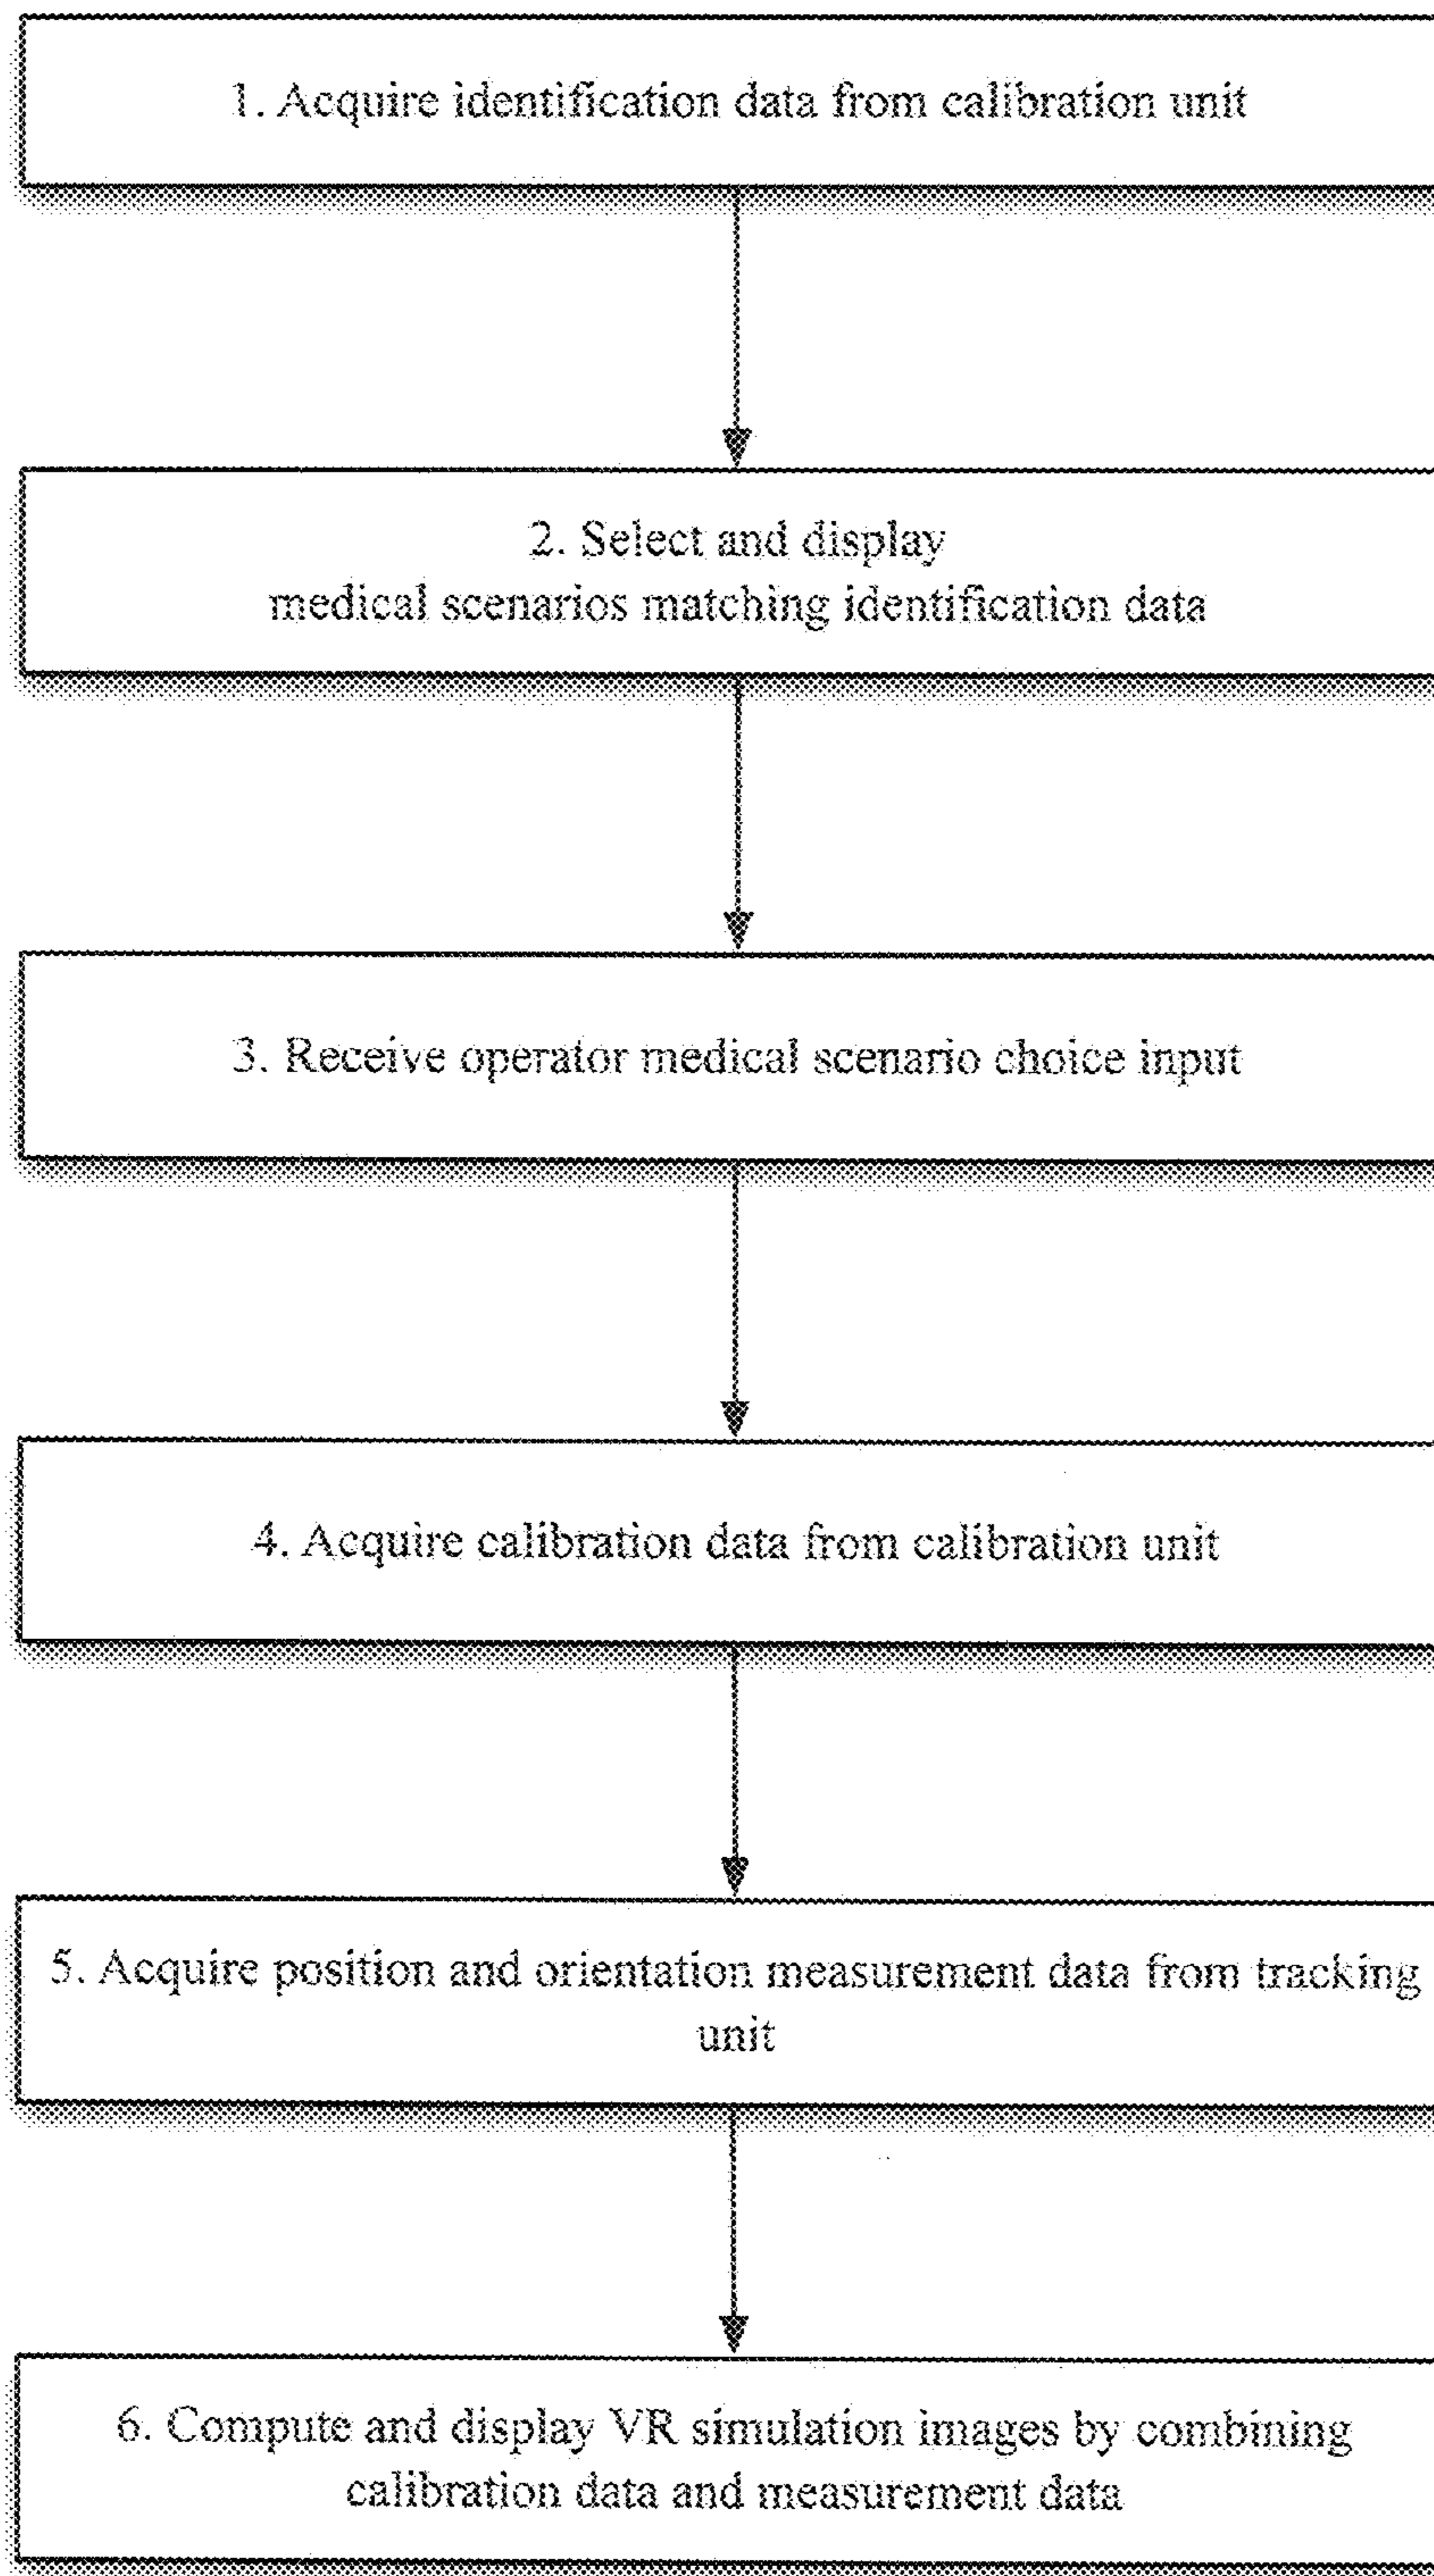 1. Acquire identification data from calibration unit
2. Select and display
medical scenarios matching identification data
3. Receive operator medical scenario choice input
4. Acquire calibration data from calibration unit
5. Acquire position and orientation measurement data from tracking
unit
6. Compute and display VR simulation images by combining
calibration data and measurement data